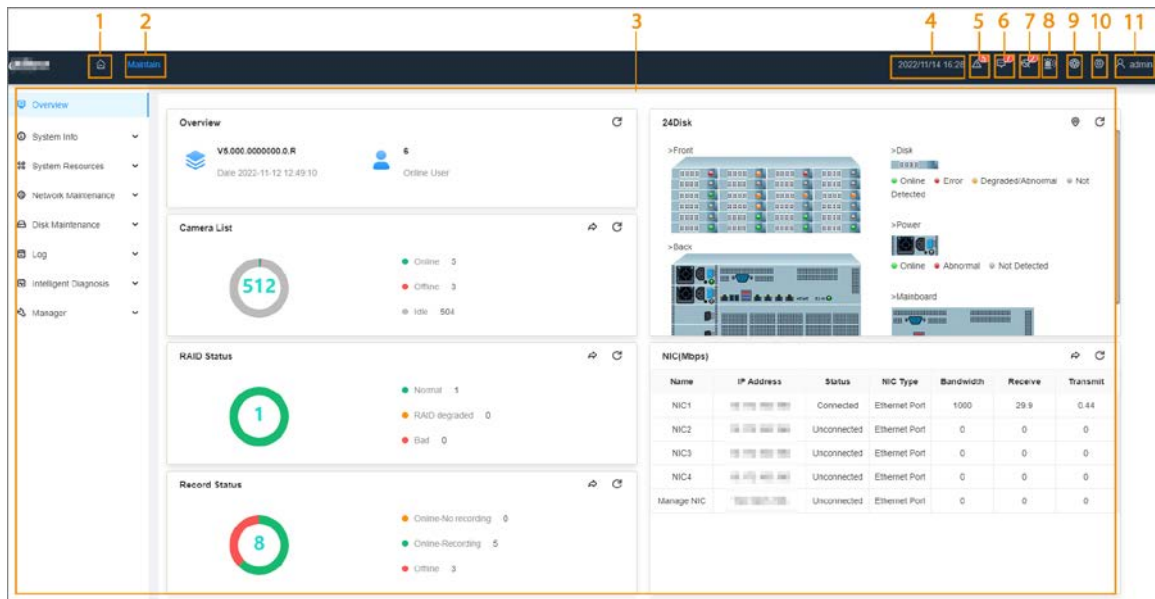 1 2 3 4 5 6 7 8 9 10 11
Maintain 2022/11/14 16:28 admin
Overview
System Info
System Resources
Network Maintenance
Disk Maintenance
Log
Intelligent Diagnosis
Manager
Overview
V5.000.0000000.0.R
Date 2022-11-12 12:49:10
6
Online User
Camera List
512
Online 5
Offline 3
Idle 504
RAID Status
1
Normal 1
RAID degraded 0
Bad 0
Record Status
8
Online-No recording 0
Online-Recording 5
Offline 3
24Disk
>Front
>Back
>Disk
Online Error Degraded/Abnormal Not
Detected
>Power
Online Abnormal Not Detected
>Mainboard
NIC(Mbps)
Name IP Address Status NIC Type Bandwidth Receive Transmit
NIC1 Connected Ethernet Port 1000 29.9 0.44
NIC2 Unconnected Ethernet Port 0 0 0
NIC3 Unconnected Ethernet Port 0 0 0
NIC4 Unconnected Ethernet Port 0 0 0
Manage NIC Unconnected Ethernet Port 0 0 0